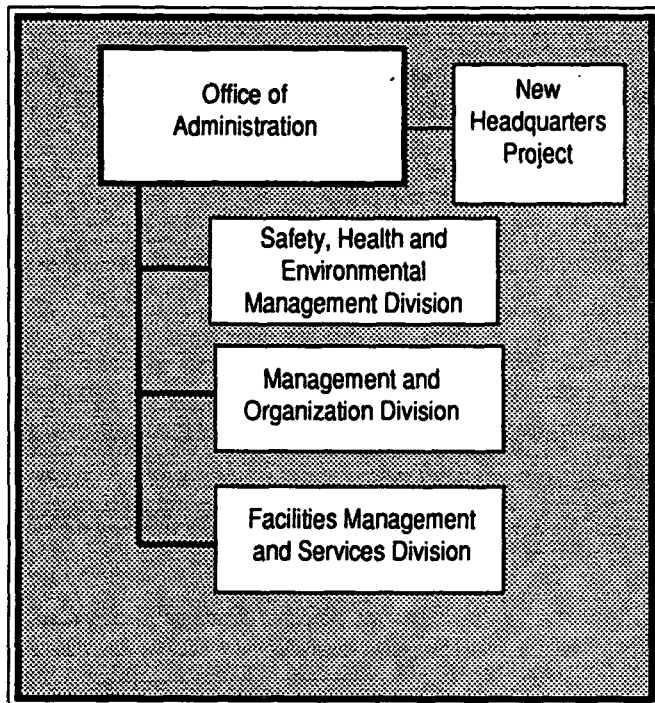 Office of
Administration
New
Headquarters
Project
Safety, Health and
Environmental
Management Division
Management and
Organization Division
Facilities Management
and Services Division